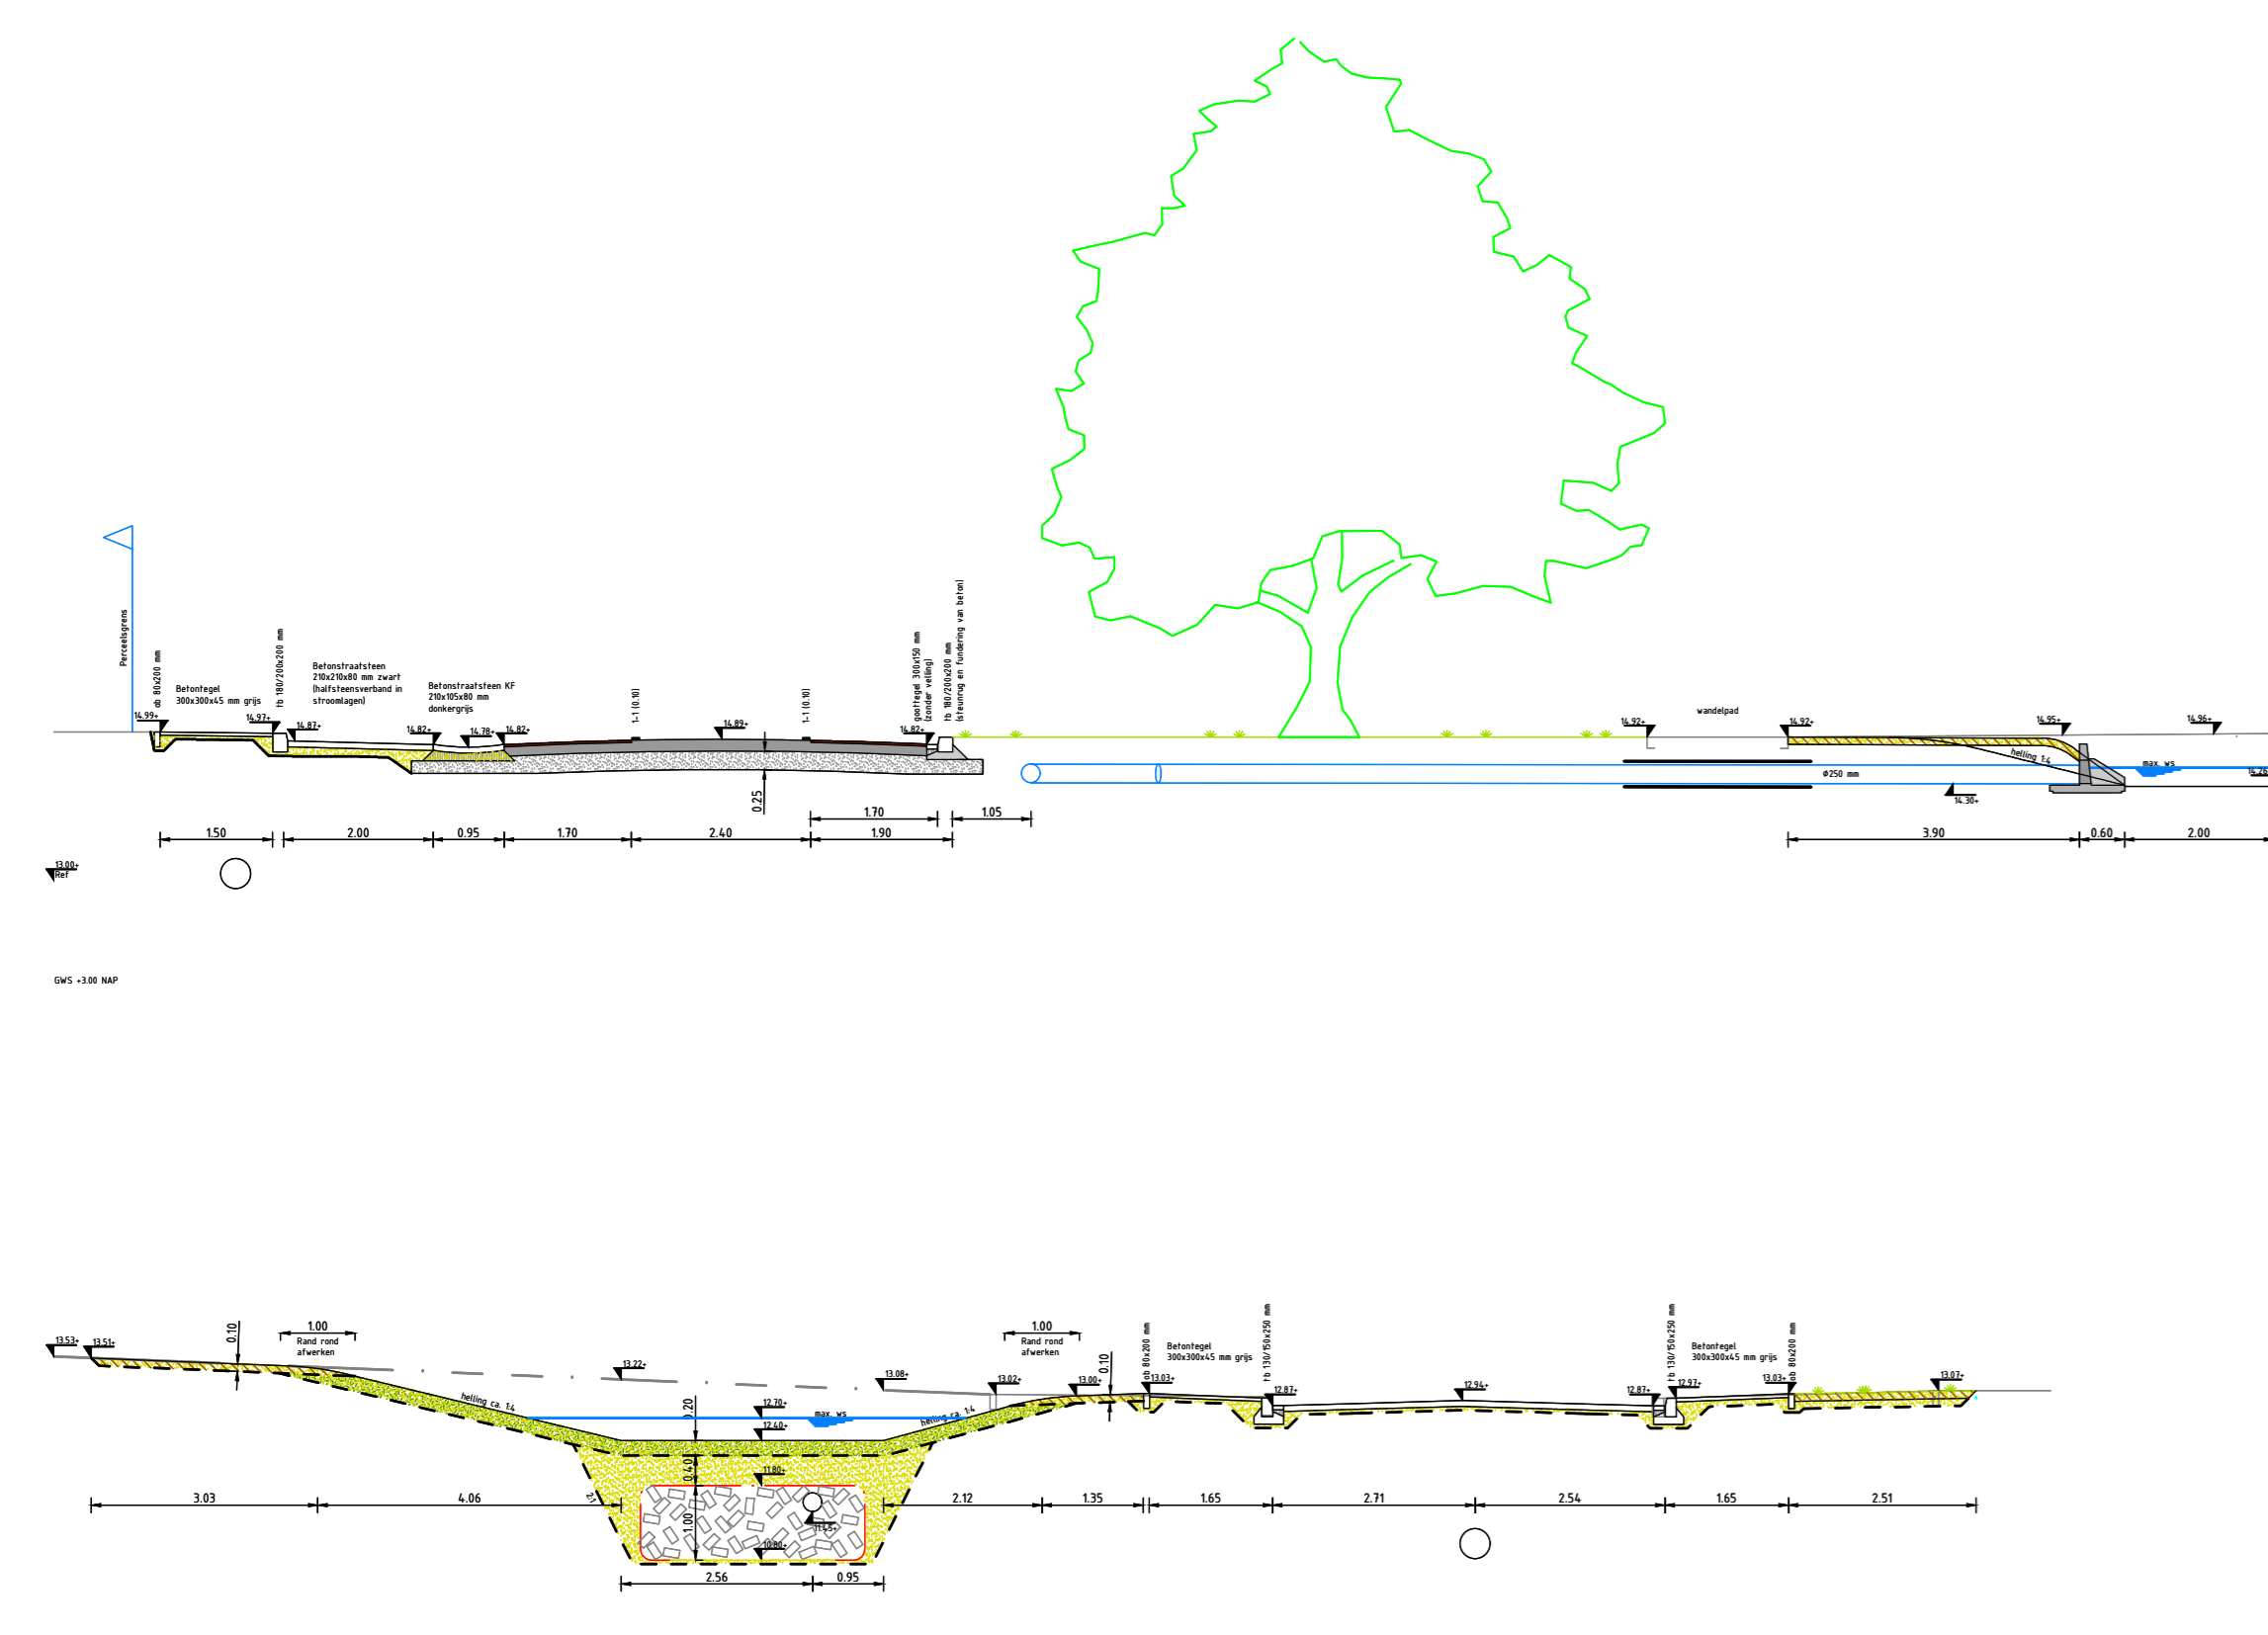 Perceelsgrens
ob 80x200 mm
Betontegel
300x300x45 mm grijs
tb 180/200x200 mm
Betonstraatsteen
210x210x80 mm zwart
(halfsteensverband in
stroomlagen)
Betonstraatsteen KF
210x105x80 mm
donkergrijs
1-1 (0.10)
1-1 (0.10)
goottegel 300x150 mm
(zonder velling)
tb 180/200x200 mm
(steunrug en fundering van beton)
wandelpad
14.99+
14.97+
14.87+
14.82+
14.78+
14.82+
14.89+
14.82+
14.92+
14.92+
14.95+
14.96+
helling 1:4
max. ws
14.26
Ø250 mm
14.30+
0.25
1.70
1.05
1.50
2.00
0.95
1.70
2.40
1.90
3.90
0.60
2.00
13.00+
Ref
GWS +3.00 NAP
13.53+
13.51+
0.10
1.00
Rand rond
afwerken
13.22+
13.08+
13.02+
1.00
Rand rond
afwerken
13.00+
0.10
ob 80x200 mm
13.03+
Betontegel
300x300x45 mm grijs
tb 130/150x250 mm
12.87+
12.94+
12.87+
tb 130/150x250 mm
12.97+
Betontegel
300x300x45 mm grijs
13.03+
ob 80x200 mm
13.07+
helling ca. 1:4
0.20
12.70+
max. ws
12.40+
helling ca. 1:4
0.40
11.80+
2:1
1.00
11.45+
10.80+
3.03
4.06
2.12
1.35
1.65
2.71
2.54
1.65
2.51
2.56
0.95